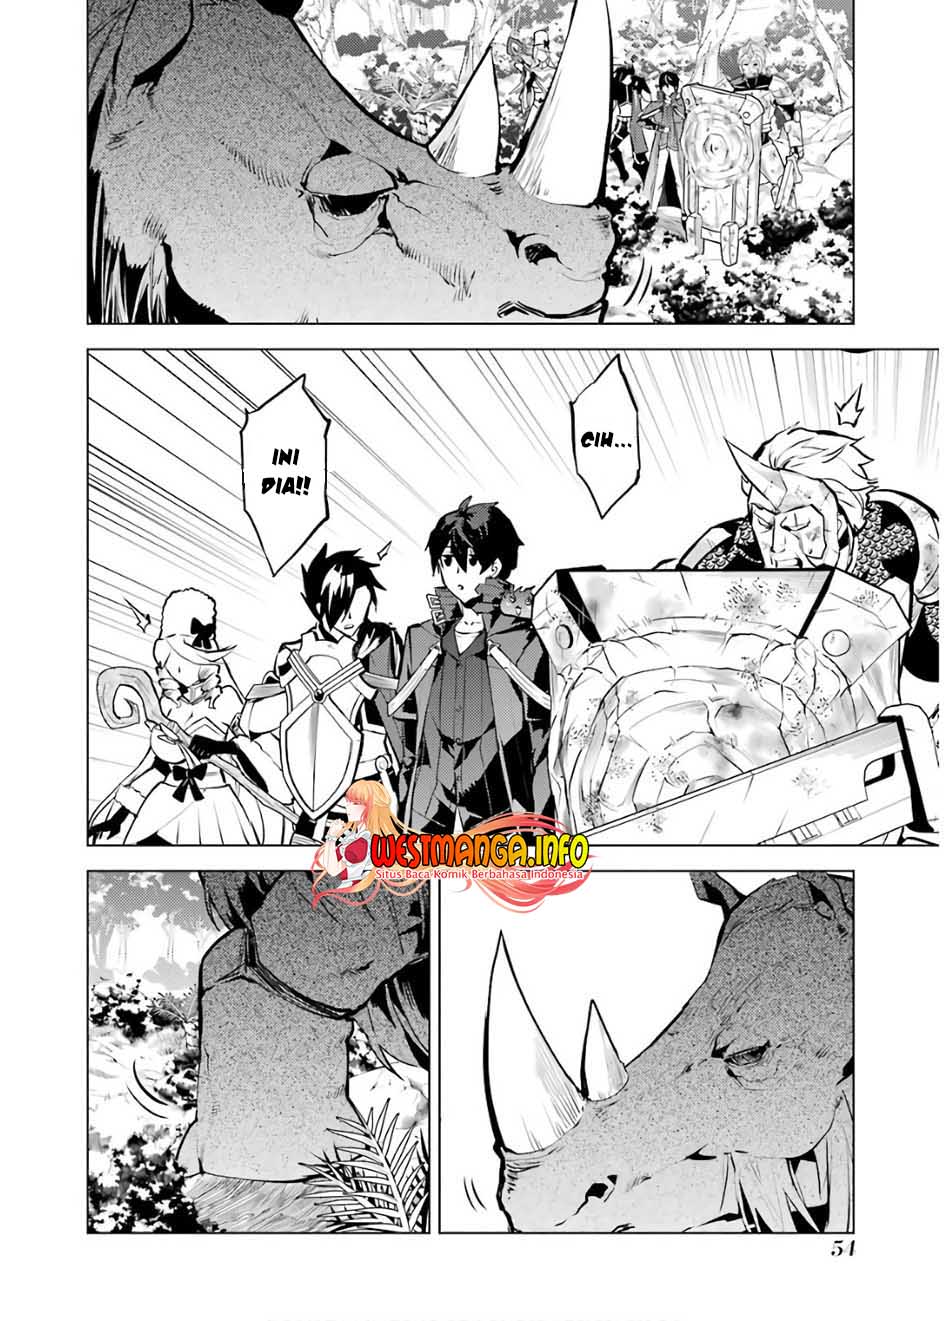 CIH...
INI
DIA!!
WESTMANGA.INFO
Situs Baca Komik Berbahasa Indonesia
54